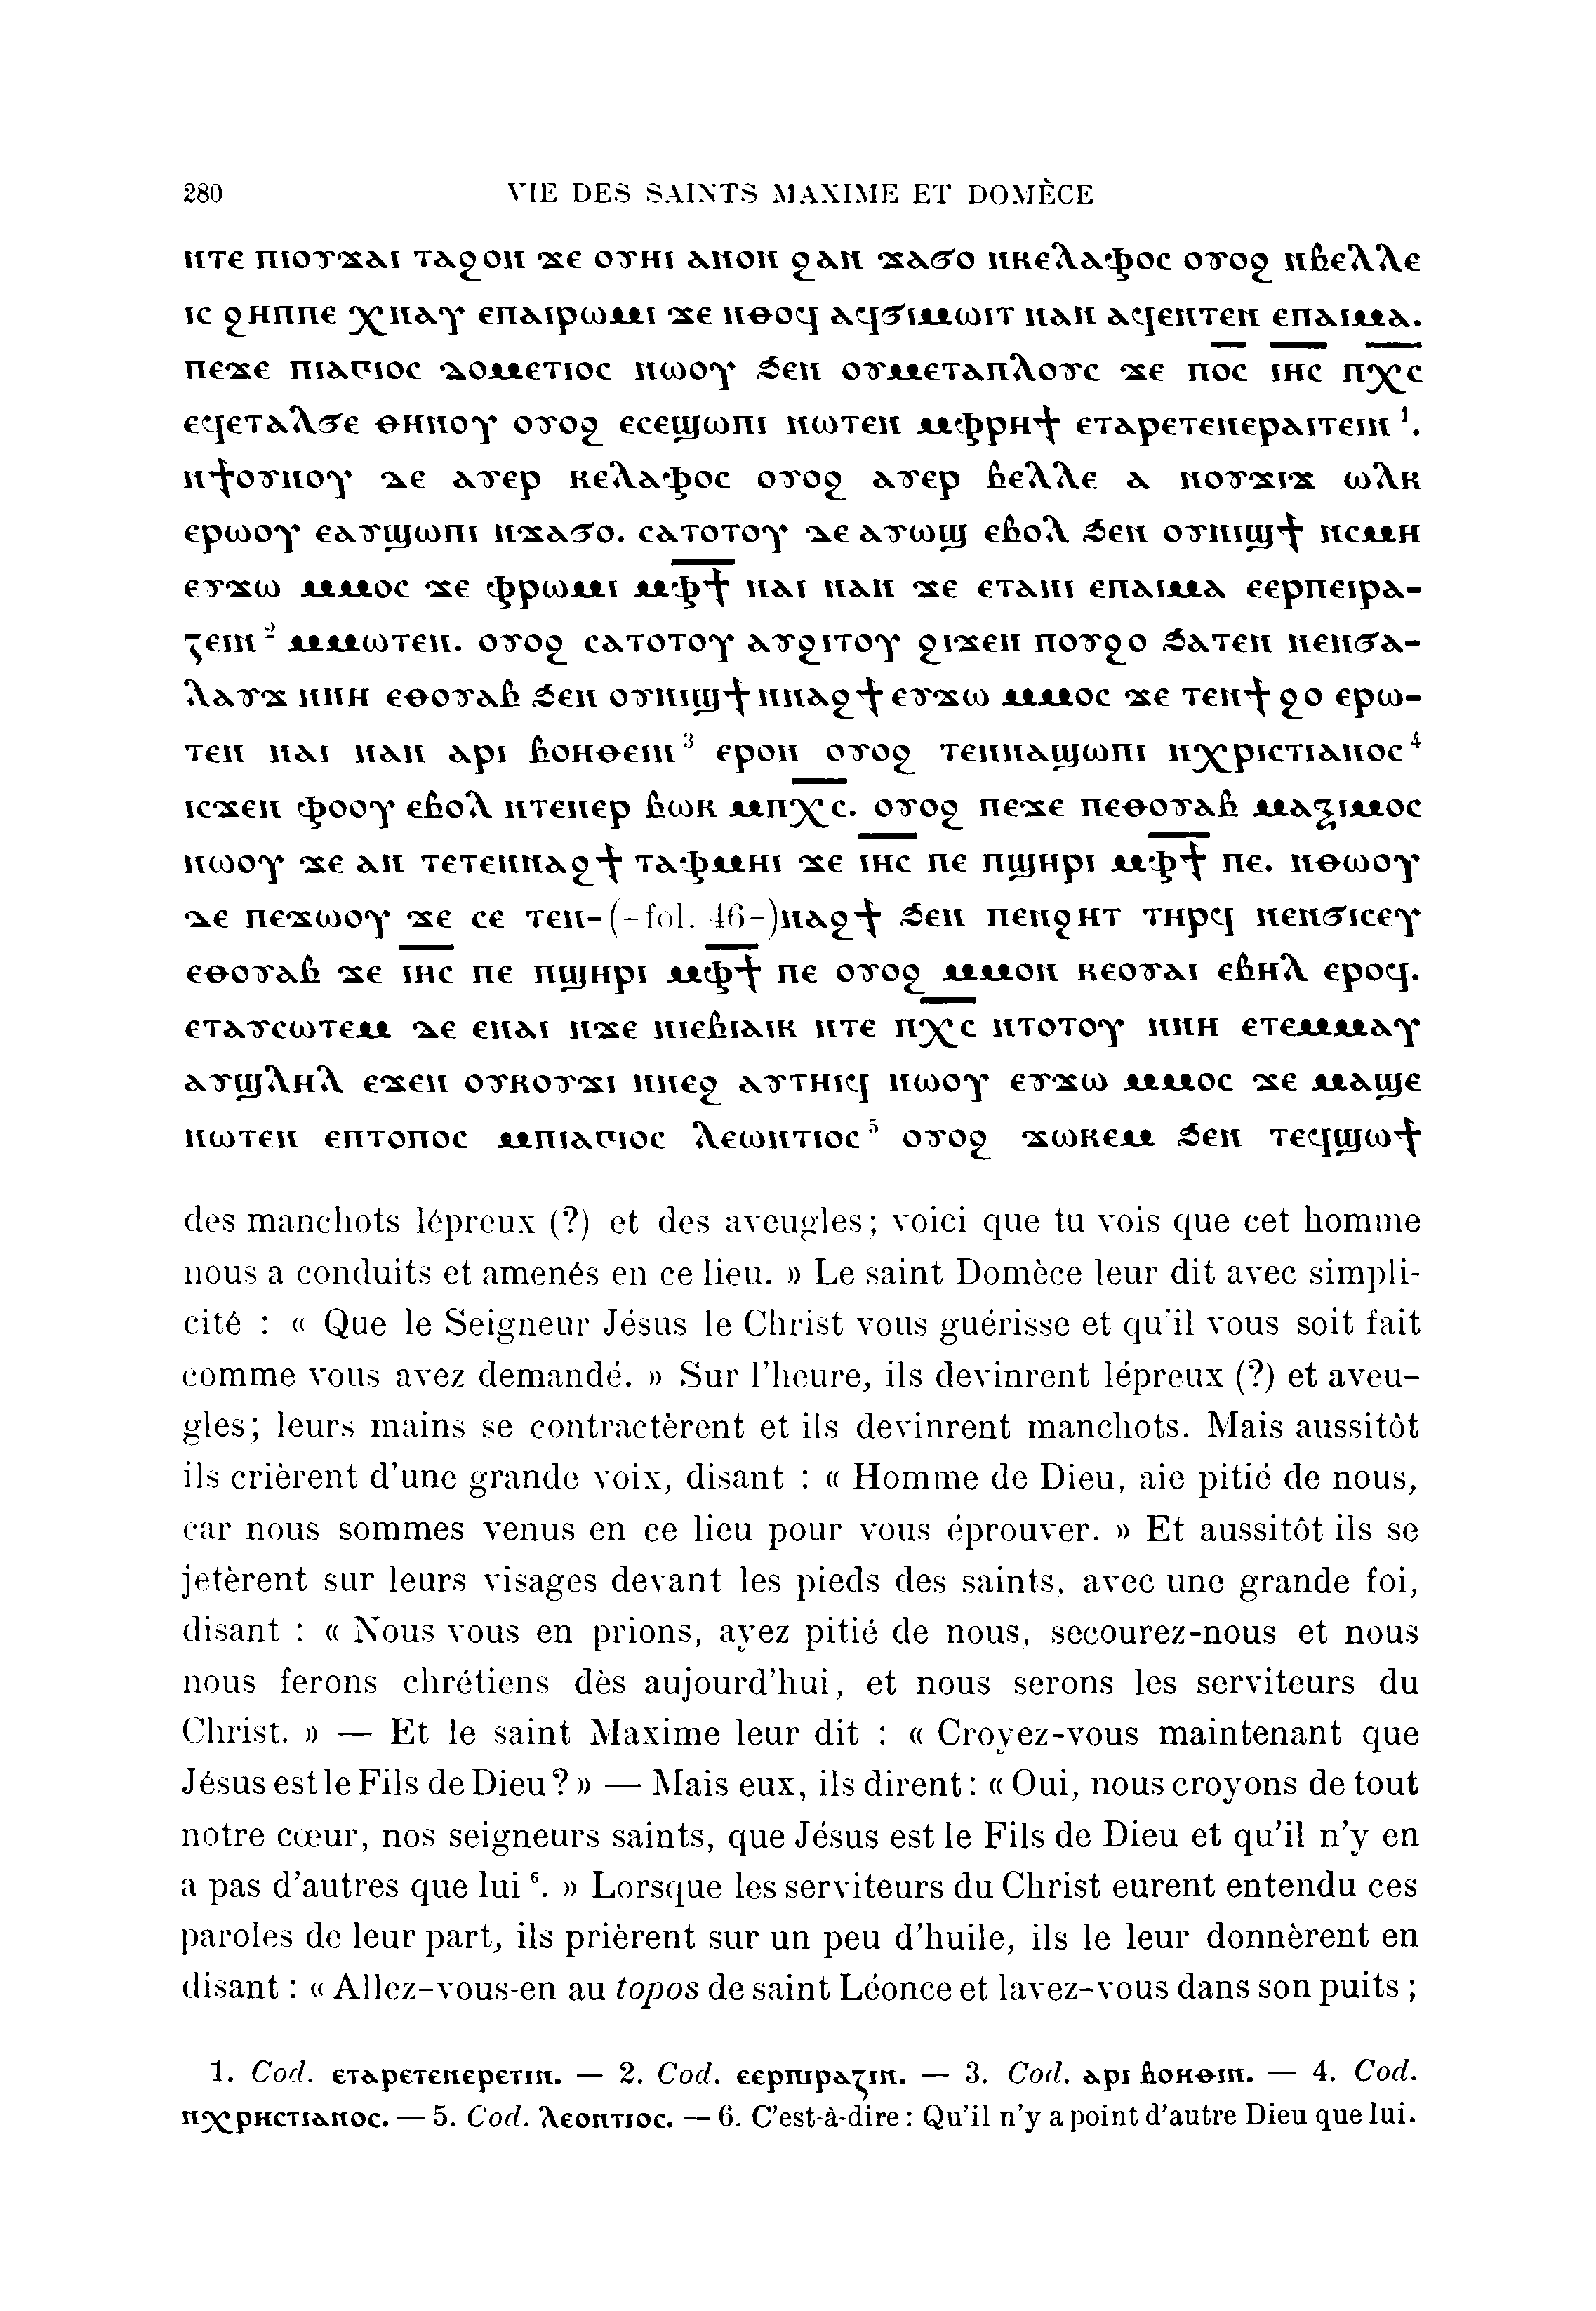 280 VIE DES SAINTS MAXIME ET DOMÈCE
ⲛⲧⲉ ⲡⲓⲟⲩϫⲁⲓ ⲧⲁϩⲟⲛ ϫⲉ ⲟⲩⲏⲓ ⲁⲛⲟⲛ ϩⲁⲛ ϫⲁϭⲟ ⲛⲕⲉⲗⲁⲫⲟⲥ ⲟⲩⲟϩ ⲛⲃⲉⲗⲗⲉ
ⲓⲥ ϩⲏⲡⲡⲉ ⲭⲛⲁⲩ ⲉⲡⲁⲓⲣⲱⲙⲓ ϫⲉ ⲛⲑⲟϥ ⲁϥϭⲓⲙⲱⲓⲧ ⲛⲁⲛ ⲁϥⲉⲛⲧⲉⲛ ⲉⲡⲁⲓⲙⲁ.
ⲡⲉϫⲉ ⲡⲓⲁⲅⲓⲟⲥ ⲇⲟⲙⲉⲧⲓⲟⲥ ⲛⲱⲟⲩ ϧⲉⲛ ⲟⲩⲙⲉⲧⲁⲡⲗⲟⲩⲥ ϫⲉ ⲡ̅ⲟ̅ⲥ̅ ⲓ̅ⲏ̅ⲥ̅ ⲡ̅ⲭ̅ⲥ̅
ⲉϥⲉⲧⲁⲗϭⲉ ⲑⲏⲛⲟⲩ ⲟⲩⲟϩ ⲉⲥⲉϣⲱⲡⲓ ⲛⲱⲧⲉⲛ ⲙⲫⲣⲏϯ ⲉⲧⲁⲣⲉⲧⲉⲛⲉⲣⲁⲓⲧⲉⲓⲛ ¹.
ⲛϯⲟⲩⲛⲟⲩ ⲇⲉ ⲁⲩⲉⲣ ⲕⲉⲗⲁⲫⲟⲥ ⲟⲩⲟϩ ⲁⲩⲉⲣ ⲃⲉⲗⲗⲉ ⲁ ⲛⲟⲩϫⲓϫ ⲱⲗⲕ
ⲉⲣⲱⲟⲩ ⲉⲁⲩϣⲱⲡⲓ ⲛϫⲁϭⲟ. ⲥⲁⲧⲟⲧⲟⲩ ⲇⲉ ⲁⲩⲱϣ ⲉⲃⲟⲗ ϧⲉⲛ ⲟⲩⲛⲓϣϯ ⲛⲥⲙⲏ
ⲉⲩϫⲱ ⲙⲙⲟⲥ ϫⲉ ⲫⲣⲱⲙⲓ ⲙⲫ̅ϯ̅ ⲛⲁⲓ ⲛⲁⲛ ϫⲉ ⲉⲧⲁⲛⲓ ⲉⲡⲁⲓⲙⲁ ⲉⲉⲣⲡⲉⲓⲣⲁ-
ⲍⲉⲓⲛ ² ⲙⲙⲱⲧⲉⲛ. ⲟⲩⲟϩ ⲥⲁⲧⲟⲧⲟⲩ ⲁⲩϩⲓⲧⲟⲩ ϩⲓϫⲉⲛ ⲡⲟⲩϩⲟ ϧⲁⲧⲉⲛ ⲛⲉⲛϭⲁ-
ⲗⲁⲩϫ ⲛⲛⲏ ⲉⲑⲟⲩⲁⲃ ϧⲉⲛ ⲟⲩⲛⲓϣϯ ⲛⲛⲁϩϯ ⲉⲩϫⲱ ⲙⲙⲟⲥ ϫⲉ ⲧⲉⲛϯ ϩⲟ ⲉⲣⲱ-
ⲧⲉⲛ ⲛⲁⲓ ⲛⲁⲛ ⲁⲣⲓ ⲃⲟⲏⲑⲉⲓⲛ ³ ⲉⲣⲟⲛ ⲟⲩⲟϩ ⲧⲉⲛⲛⲁϣⲱⲡⲓ ⲛⲭⲣⲓⲥⲧⲓⲁⲛⲟⲥ ⁴
ⲓⲥϫⲉⲛ ⲫⲟⲟⲩ ⲉⲃⲟⲗ ⲛⲧⲉⲛⲉⲣ ⲃⲱⲕ ⲙⲡ̅ⲭ̅ⲥ̅. ⲟⲩⲟϩ ⲡⲉϫⲉ ⲡⲉⲑⲟⲩⲁⲃ ⲙⲁⲝⲓⲙⲟⲥ
ⲛⲱⲟⲩ ϫⲉ ⲁⲛ ⲧⲉⲧⲉⲛⲛⲁϩϯ ⲧⲁⲫⲙⲏⲓ ϫⲉ ⲓ̅ⲏ̅ⲥ̅ ⲡⲉ ⲡϣⲏⲣⲓ ⲙⲫ̅ϯ̅ ⲡⲉ. ⲛⲑⲱⲟⲩ
ⲇⲉ ⲡⲉϫⲱⲟⲩ ϫⲉ ⲥⲉ ⲧⲉⲛ-(-fol. 46-)ⲛⲁϩϯ ϧⲉⲛ ⲡⲉⲛϩⲏⲧ ⲧⲏⲣϥ ⲛⲉⲛϭⲓⲥⲉⲩ
ⲉⲑⲟⲩⲁⲃ ϫⲉ ⲓ̅ⲏ̅ⲥ̅ ⲡⲉ ⲡϣⲏⲣⲓ ⲙⲫ̅ϯ̅ ⲡⲉ ⲟⲩⲟϩ ⲙⲙⲟⲛ ⲕⲉⲟⲩⲁⲓ ⲉⲃⲏⲗ ⲉⲣⲟϥ.
ⲉⲧⲁⲩⲥⲱⲧⲉⲙ ⲇⲉ ⲉⲛⲁⲓ ⲛϫⲉ ⲛⲓⲉⲃⲓⲁⲓⲕ ⲛⲧⲉ ⲡ̅ⲭ̅ⲥ̅ ⲛⲧⲟⲧⲟⲩ ⲛⲛⲏ ⲉⲧⲉⲙⲙⲁⲩ
ⲁⲩϣⲗⲏⲗ ⲉϫⲉⲛ ⲟⲩⲕⲟⲩϫⲓ ⲛⲛⲉϩ ⲁⲩⲧⲏⲓϥ ⲛⲱⲟⲩ ⲉⲩϫⲱ ⲙⲙⲟⲥ ϫⲉ ⲙⲁϣⲉ
ⲛⲱⲧⲉⲛ ⲉⲡⲧⲟⲡⲟⲥ ⲙⲡⲓⲁⲅⲓⲟⲥ ⲗⲉⲱⲛⲧⲓⲟⲥ ⁵ ⲟⲩⲟϩ ϫⲱⲕⲉⲙ ϧⲉⲛ ⲧⲉϥϣⲱϯ
des manchots lépreux (?) et des aveugles; voici que tu vois que cet homme
nous a conduits et amenés en ce lieu. » Le saint Domèce leur dit avec simpli-
cité : « Que le Seigneur Jésus le Christ vous guérisse et qu'il vous soit fait
comme vous avez demandé. » Sur l'heure, ils devinrent lépreux (?) et aveu-
gles; leurs mains se contractèrent et ils devinrent manchots. Mais aussitôt
ils crièrent d'une grande voix, disant : « Homme de Dieu, aie pitié de nous,
car nous sommes venus en ce lieu pour vous éprouver. » Et aussitôt ils se
jetèrent sur leurs visages devant les pieds des saints, avec une grande foi,
disant : « Nous vous en prions, ayez pitié de nous, secourez-nous et nous
nous ferons chrétiens dès aujourd'hui, et nous serons les serviteurs du
Christ. » — Et le saint Maxime leur dit : « Croyez-vous maintenant que
Jésus est le Fils de Dieu? » — Mais eux, ils dirent : « Oui, nous croyons de tout
notre cœur, nos seigneurs saints, que Jésus est le Fils de Dieu et qu'il n'y en
a pas d'autres que lui ⁶. » Lorsque les serviteurs du Christ eurent entendu ces
paroles de leur part, ils prièrent sur un peu d'huile, ils le leur donnèrent en
disant : « Allez-vous-en au topos de saint Léonce et lavez-vous dans son puits ;
1. Cod. ⲉⲧⲁⲣⲉⲧⲉⲛⲉⲣⲉⲧⲓⲛ. — 2. Cod. ⲉⲉⲣⲡⲓⲣⲁⲍⲓⲛ. — 3. Cod. ⲁⲣⲓ ⲃⲟⲏⲑⲓⲛ. — 4. Cod.
ⲛⲭⲣⲏⲥⲧⲓⲁⲛⲟⲥ. — 5. Cod. ⲗⲉⲟⲛⲧⲓⲟⲥ. — 6. C'est-à-dire : Qu'il n'y a point d'autre Dieu que lui.